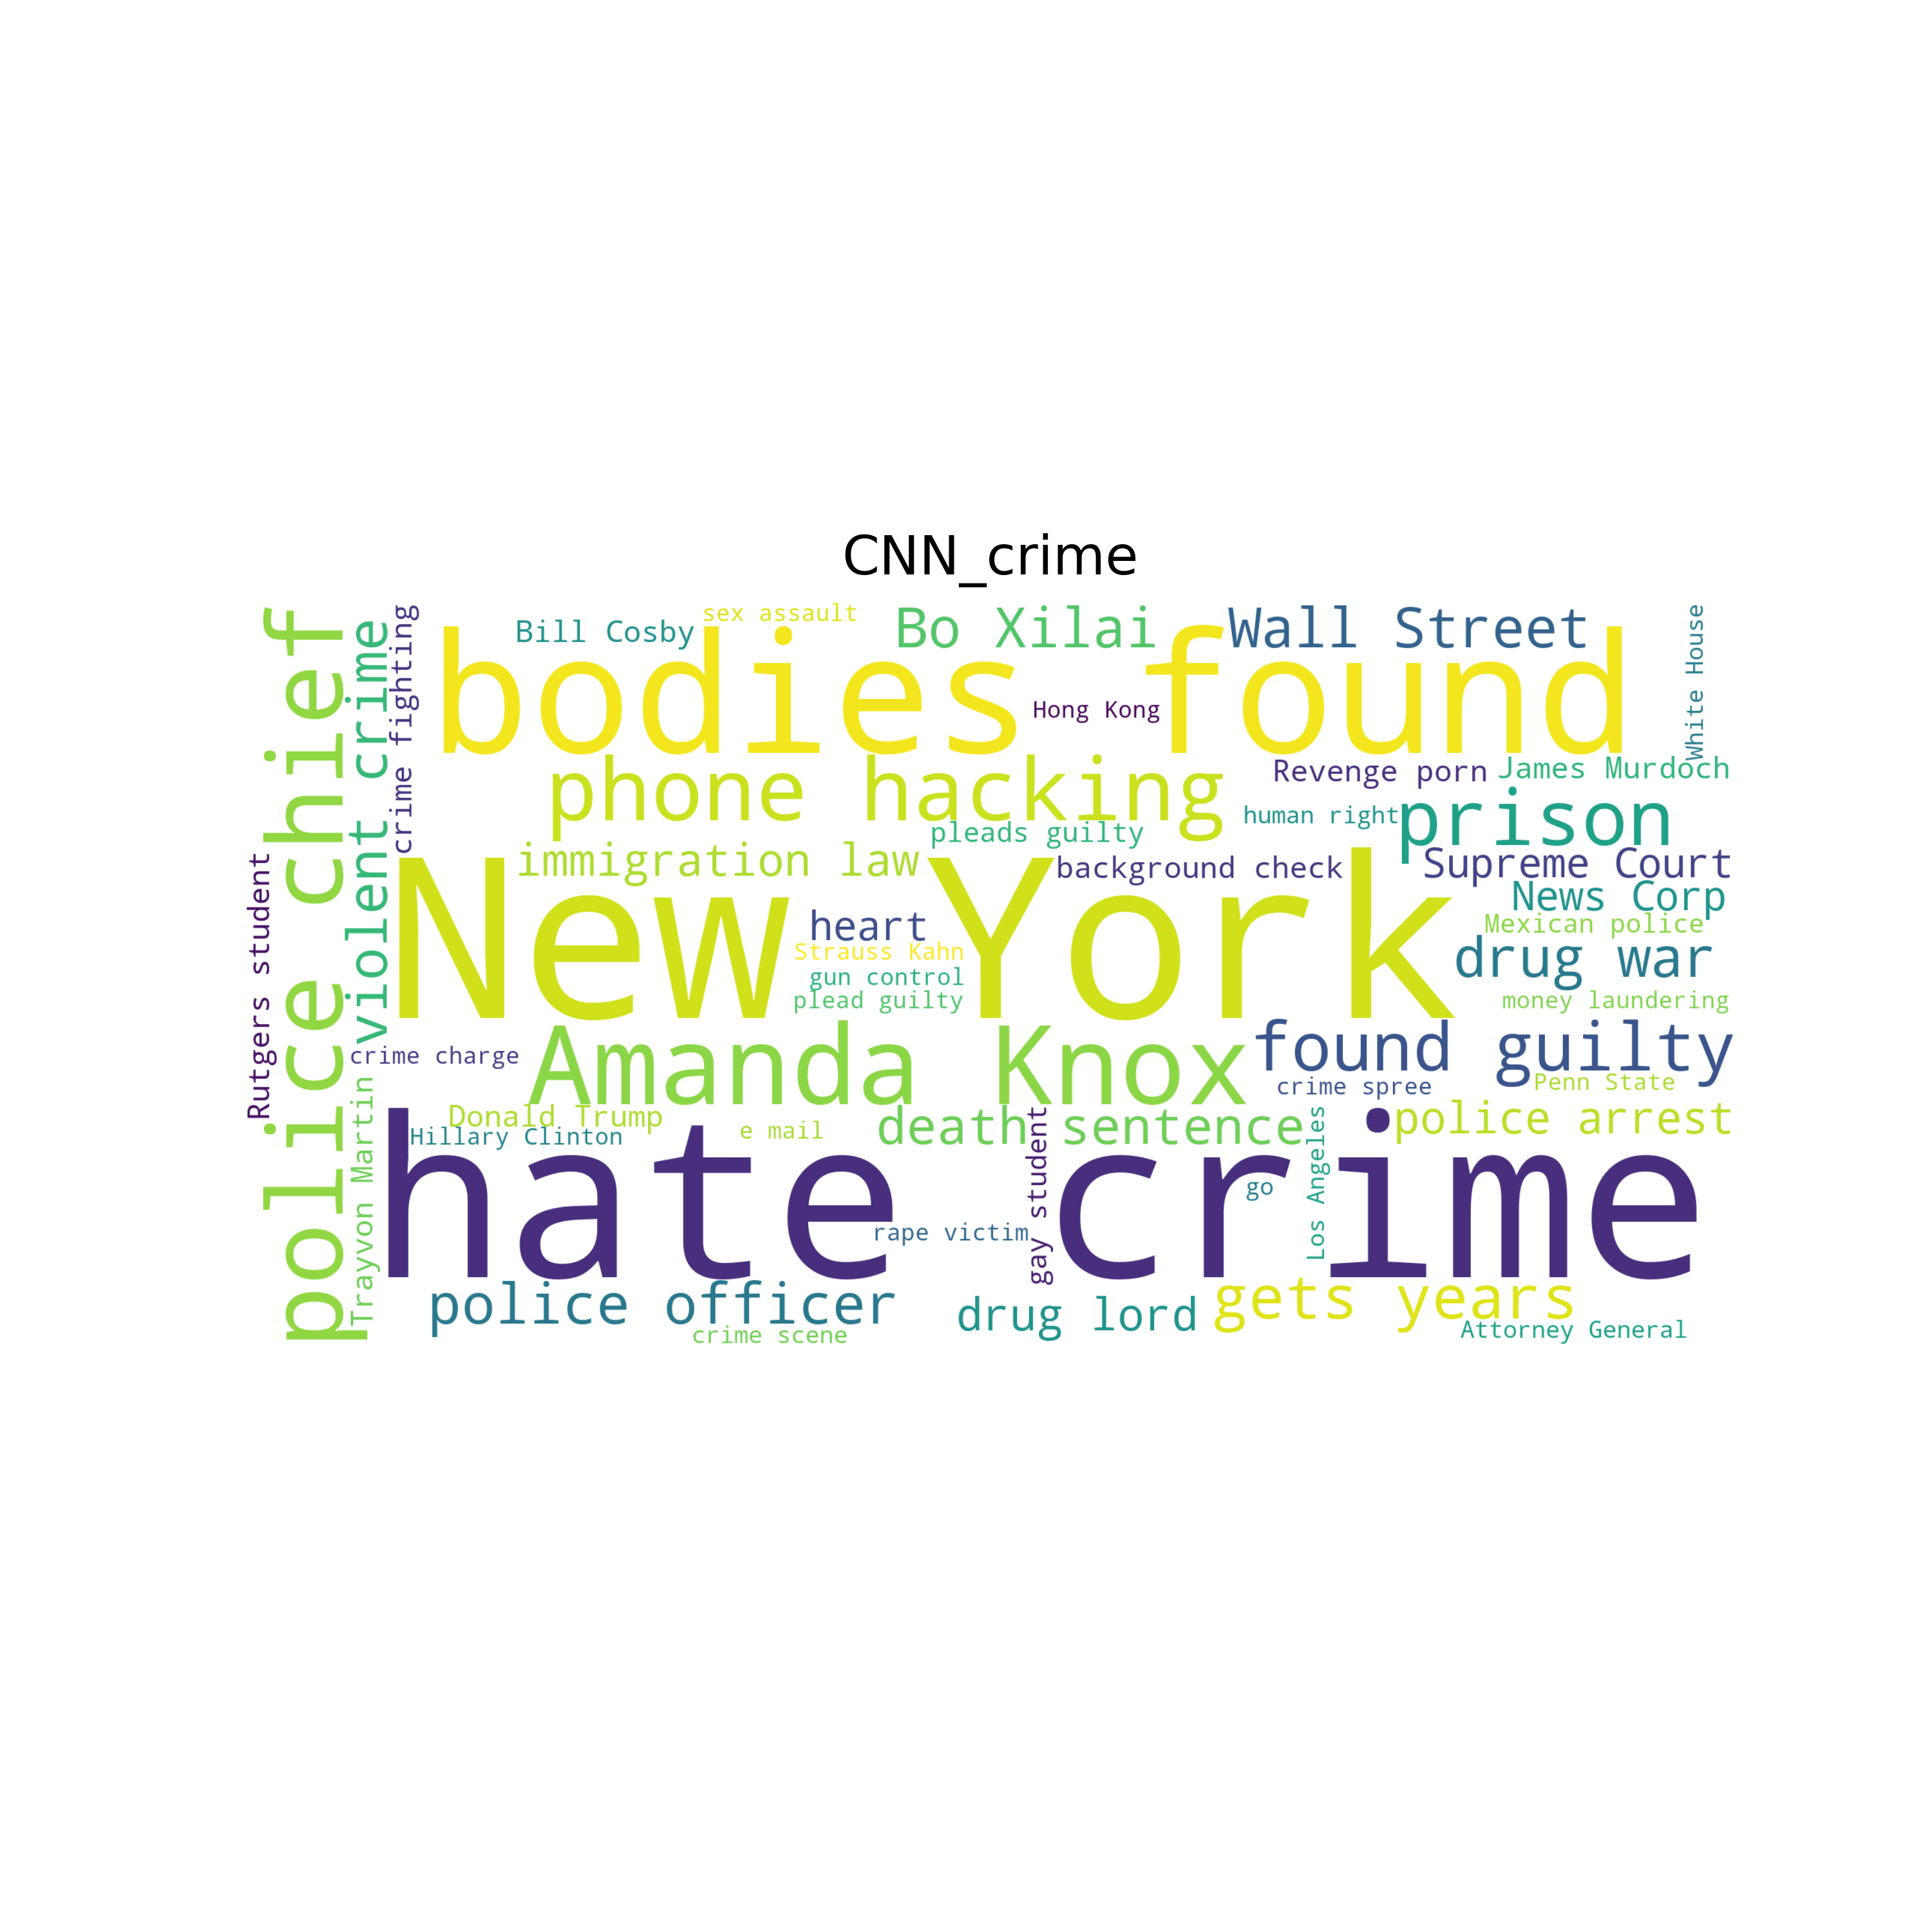 CNN_crime
police chief
violent crime
crime fighting
Bill Cosby
sex assault
Bo Xilai
Wall Street
White House
bodies found
Hong Kong
phone hacking
Revenge porn
James Murdoch
human right
prison
pleads guilty
immigration law
background check
Supreme Court
Rutgers student
New York
heart
News Corp
Mexican police
Strauss Kahn
drug war
gun control
plead guilty
money laundering
crime charge
Amanda Knox
found guilty
crime spree
Penn State
Trayvon Martin
Donald Trump
e mail
death sentence
police arrest
Hillary Clinton
hate crime
gay student
Los Angeles
go
rape victim
police officer
drug lord
gets years
crime scene
Attorney General